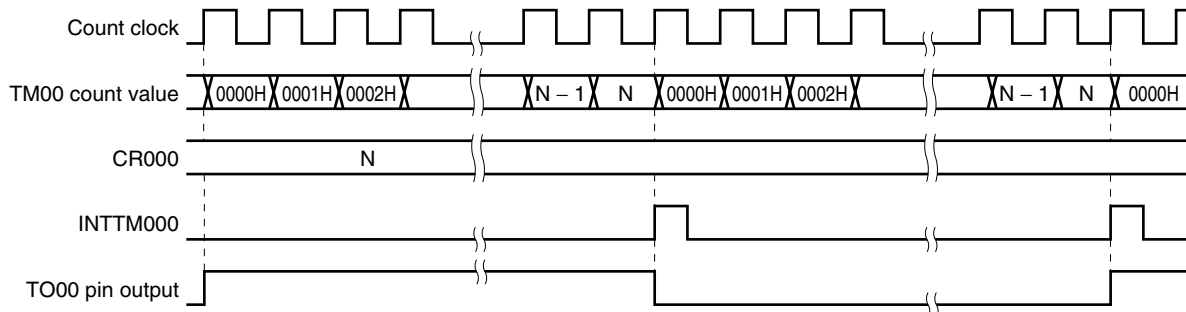 Count clock
TM00 count value 0000H 0001H 0002H N – 1 N 0000H 0001H 0002H N – 1 N 0000H
CR000 N
INTTM000
TO00 pin output